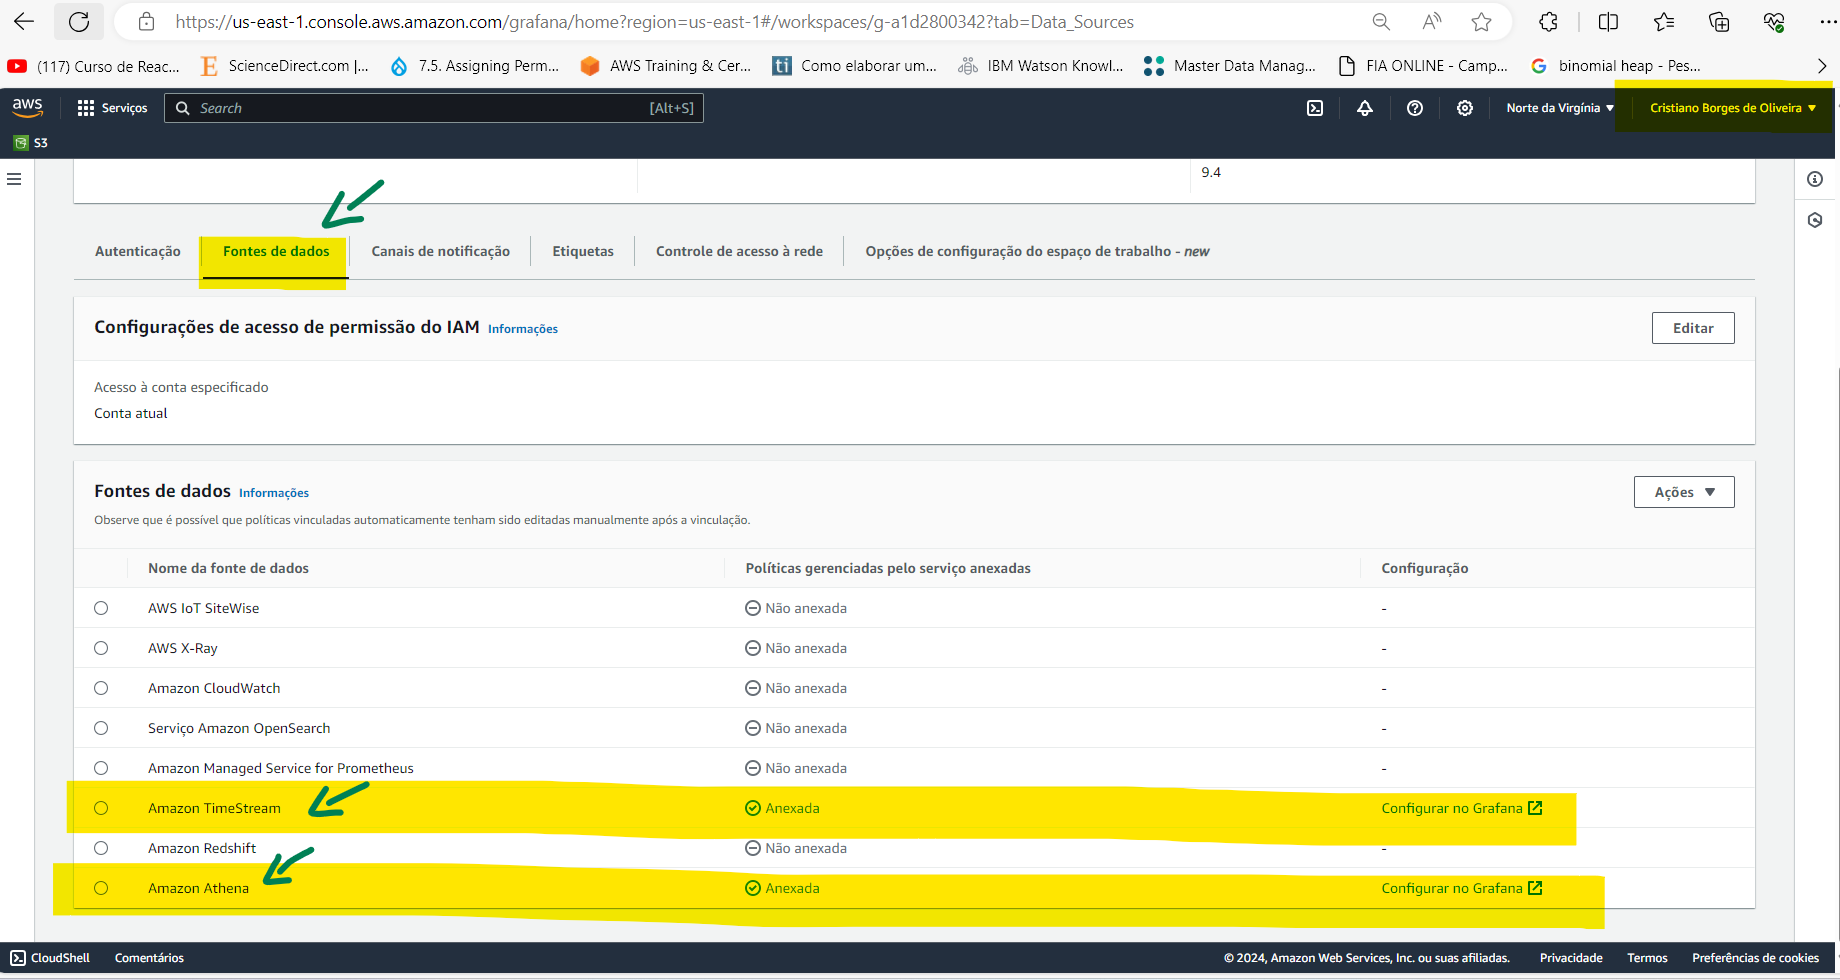 https://us-east-1.console.aws.amazon.com/grafana/home?region=us-east-1#/workspaces/g-a1d2800342?tab=Data_Sources
(117) Curso de Reac...
ScienceDirect.com |...
7.5. Assigning Perm...
AWS Training & Cer...
ti
Como elaborar um...
IBM Watson Knowl...
Master Data Manag...
FIA ONLINE - Camp...
binomial heap - Pes...
aws
Serviços
Search
[Alt+S]
Norte da Virgínia
Cristiano Borges de Oliveira
S3
9.4
Autenticação
Fontes de dados
Canais de notificação
Etiquetas
Controle de acesso à rede
Opções de configuração do espaço de trabalho - new
Configurações de acesso de permissão do IAM Informações
Editar
Acesso à conta especificado
Conta atual
Fontes de dados Informações
Ações
Observe que é possível que políticas vinculadas automaticamente tenham sido editadas manualmente após a vinculação.
Nome da fonte de dados Políticas gerenciadas pelo serviço anexadas Configuração
AWS IoT SiteWise Não anexada -
AWS X-Ray Não anexada -
Amazon CloudWatch Não anexada -
Serviço Amazon OpenSearch Não anexada -
Amazon Managed Service for Prometheus Não anexada -
Amazon TimeStream Anexada Configurar no Grafana
Amazon Redshift Não anexada -
Amazon Athena Anexada Configurar no Grafana
CloudShell Comentários © 2024, Amazon Web Services, Inc. ou suas afiliadas. Privacidade Termos Preferências de cookies